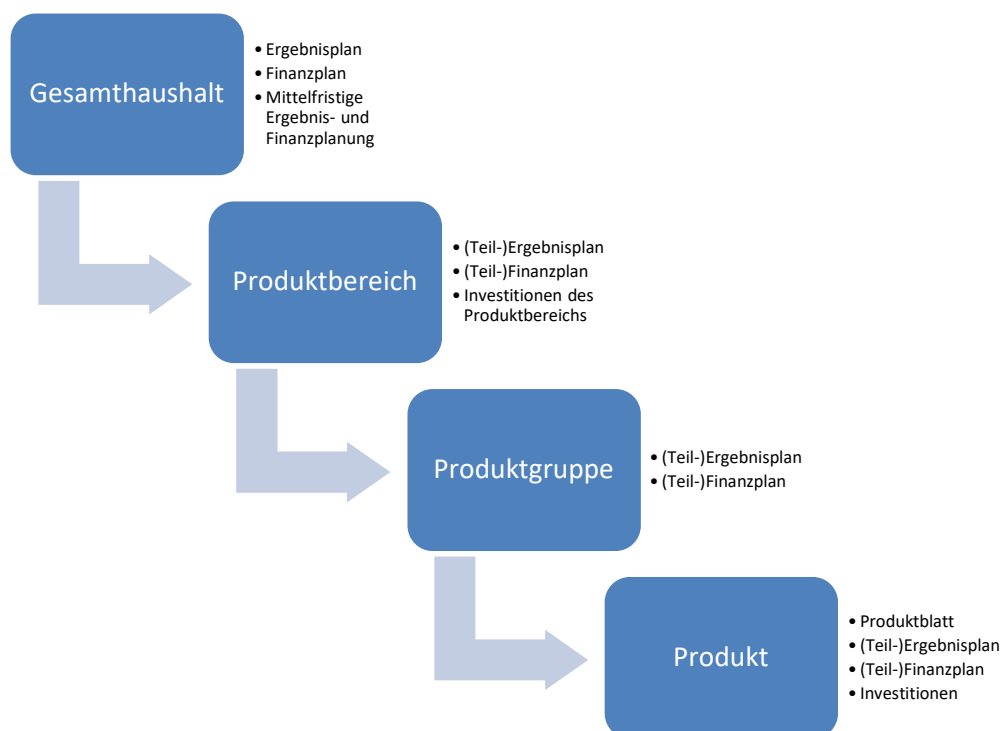 Gesamthaushalt
• Ergebnisplan
• Finanzplan
• Mittelfristige
Ergebnis- und
Finanzplanung
Produktbereich
• (Teil-)Ergebnisplan
• (Teil-)Finanzplan
• Investitionen des
Produktbereichs
Produktgruppe
• (Teil-)Ergebnisplan
• (Teil-)Finanzplan
Produkt
• Produktblatt
• (Teil-)Ergebnisplan
• (Teil-)Finanzplan
• Investitionen